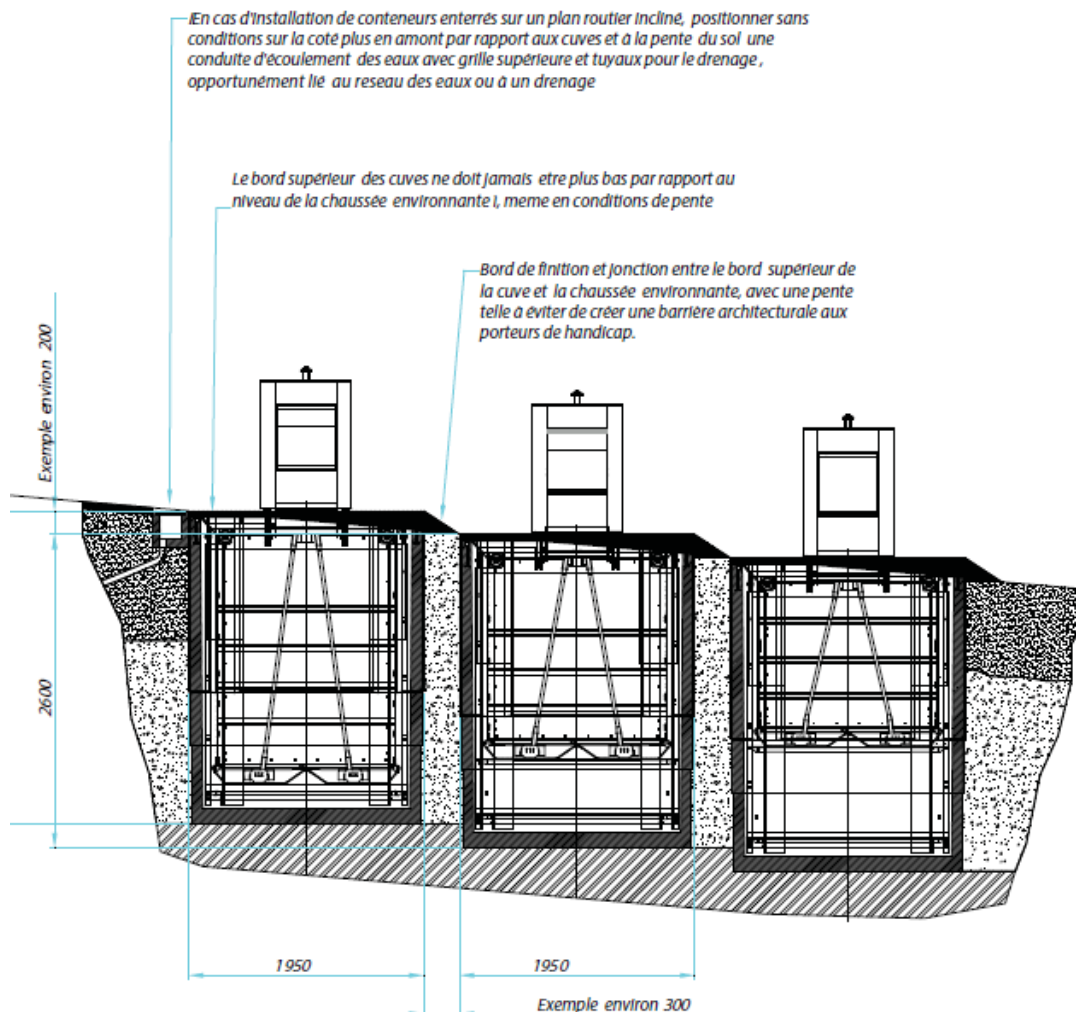 En cas d'installation de conteneurs enterrés sur un plan routier incliné, positionner sans
conditions sur la coté plus en amont par rapport aux cuves et à la pente du sol une
conduite d'écoulement des eaux avec grille supérieure et tuyaux pour le drenage ,
opportunément lié au reseau des eaux ou à un drenage
Le bord supérieur des cuves ne doit jamais etre plus bas par rapport au
niveau de la chaussée environnante i, meme en conditions de pente
Bord de finition et jonction entre le bord supérieur de
la cuve et la chaussée environnante, avec une pente
telle à éviter de créer une barrière architecturale aux
porteurs de handicap.
Exemple environ 200
2600
1950
1950
Exemple environ 300